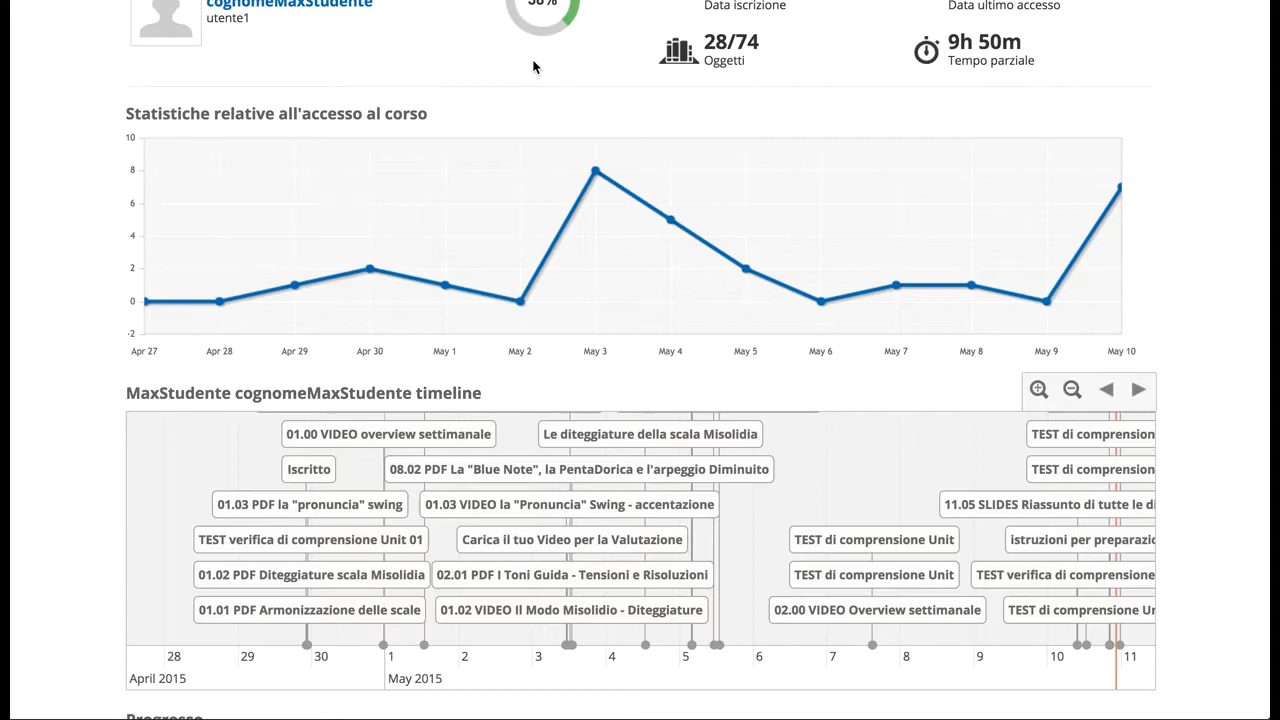 cognomeMaxStudente
utente1
38%
Data iscrizione
Data ultimo accesso
28/74
Oggetti
9h 50m
Tempo parziale
Statistiche relative all'accesso al corso
10
8
6
4
2
0
-2
Apr 27 Apr 28 Apr 29 Apr 30 May 1 May 2 May 3 May 4 May 5 May 6 May 7 May 8 May 9 May 10
MaxStudente cognomeMaxStudente timeline
01.00 VIDEO overview settimanale Le diteggiature della scala Misolidia TEST di comprension
Iscritto 08.02 PDF La "Blue Note", la PentaDorica e l'arpeggio Diminuito TEST di comprension
01.03 PDF la "pronuncia" swing 01.03 VIDEO la "Pronuncia" Swing - accentazione 11.05 SLIDES Riassunto di tutte le di
TEST verifica di comprensione Unit 01 Carica il tuo Video per la Valutazione TEST di comprensione Unit istruzioni per preparazio
01.02 PDF Diteggiature scala Misolidia 02.01 PDF I Toni Guida - Tensioni e Risoluzioni TEST di comprensione Unit TEST verifica di comprensione
01.01 PDF Armonizzazione delle scale 01.02 VIDEO Il Modo Misolidio - Diteggiature 02.00 VIDEO Overview settimanale TEST di comprensione Un
28 29 30 1 2 3 4 5 6 7 8 9 10 11
April 2015 May 2015
Progresso